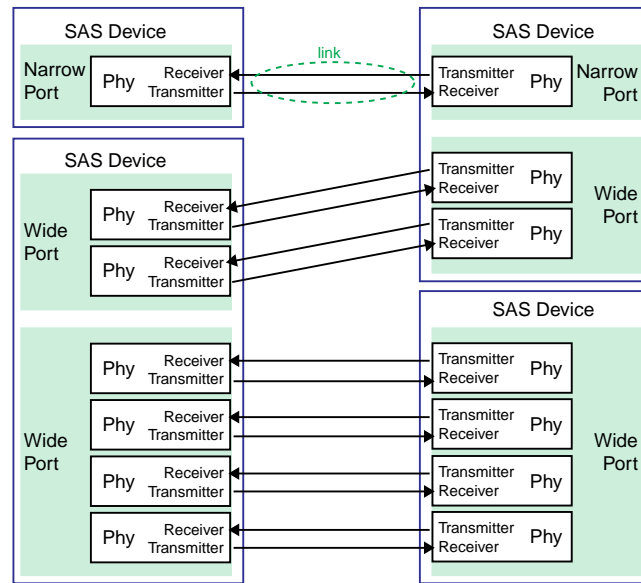 SAS Device
Narrow
Port
Phy
Receiver
Transmitter
link
SAS Device
Transmitter
Receiver
Phy
Narrow
Port
SAS Device
Wide
Port
Phy
Receiver
Transmitter
Phy
Receiver
Transmitter
Transmitter
Receiver
Phy
Transmitter
Receiver
Phy
Wide
Port
Wide
Port
Phy
Receiver
Transmitter
Phy
Receiver
Transmitter
Phy
Receiver
Transmitter
Phy
Receiver
Transmitter
SAS Device
Transmitter
Receiver
Phy
Transmitter
Receiver
Phy
Transmitter
Receiver
Phy
Transmitter
Receiver
Phy
Wide
Port